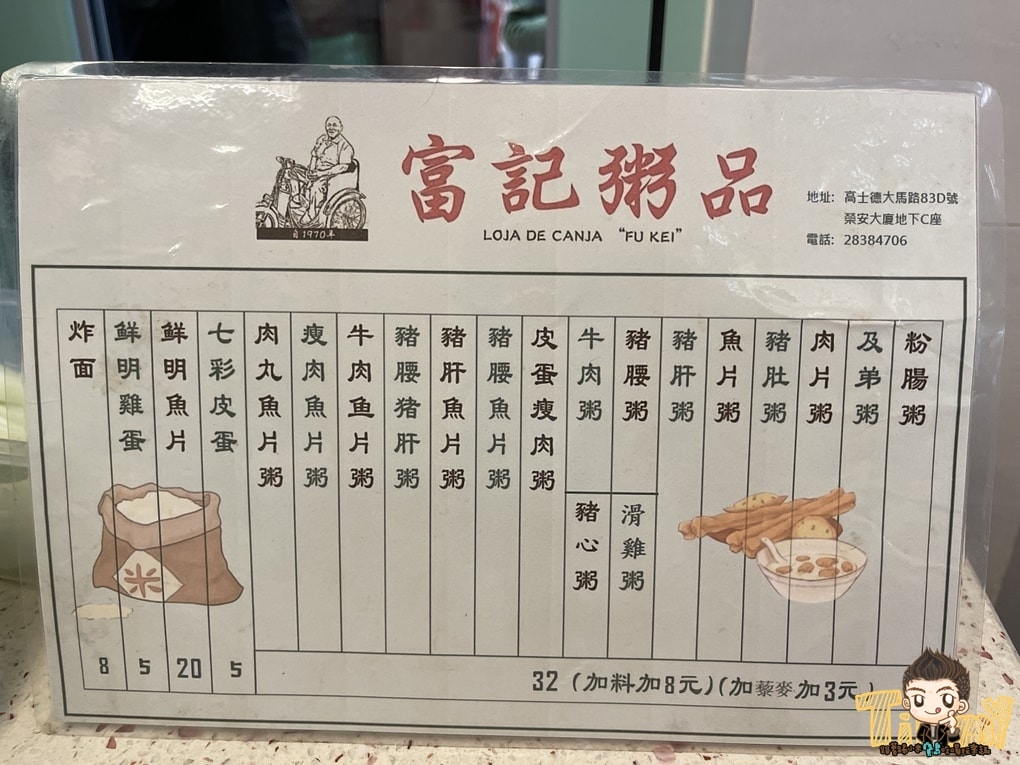 富記粥品
LOJA DE CANJA “FU KEI”
自1970年
地址: 高士德大馬路83D號
榮安大廈地下C座
電話: 28384706
粉腸粥
及弟粥
肉片粥
豬肚粥
魚片粥
豬肝粥
豬腰粥
滑雞粥
牛肉粥
豬心粥
皮蛋瘦肉粥
豬腰魚片粥
豬肝魚片粥
豬腰猪肝粥
牛肉鱼片粥
瘦肉魚片粥
肉丸魚片粥
七彩皮蛋
鮮明魚片
鮮明雞蛋
炸面
8
5
20
5
32 (加料加8元)(加藜麥加3元)
米